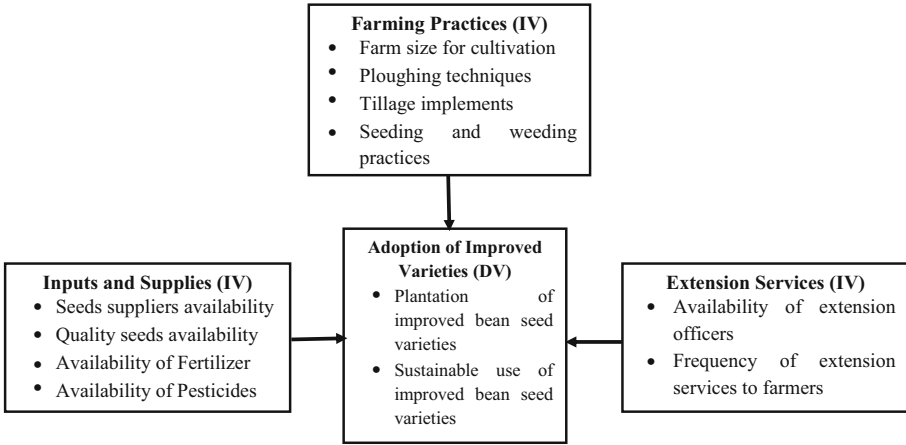 Farming Practices (IV)
• Farm size for cultivation
• Ploughing techniques
• Tillage implements
• Seeding and weeding
practices
Adoption of Improved
Varieties (DV)
• Plantation of
improved bean seed
varieties
• Sustainable use of
improved bean seed
varieties
Inputs and Supplies (IV)
• Seeds suppliers availability
• Quality seeds availability
• Availability of Fertilizer
• Availability of Pesticides
Extension Services (IV)
• Availability of extension
officers
• Frequency of extension
services to farmers